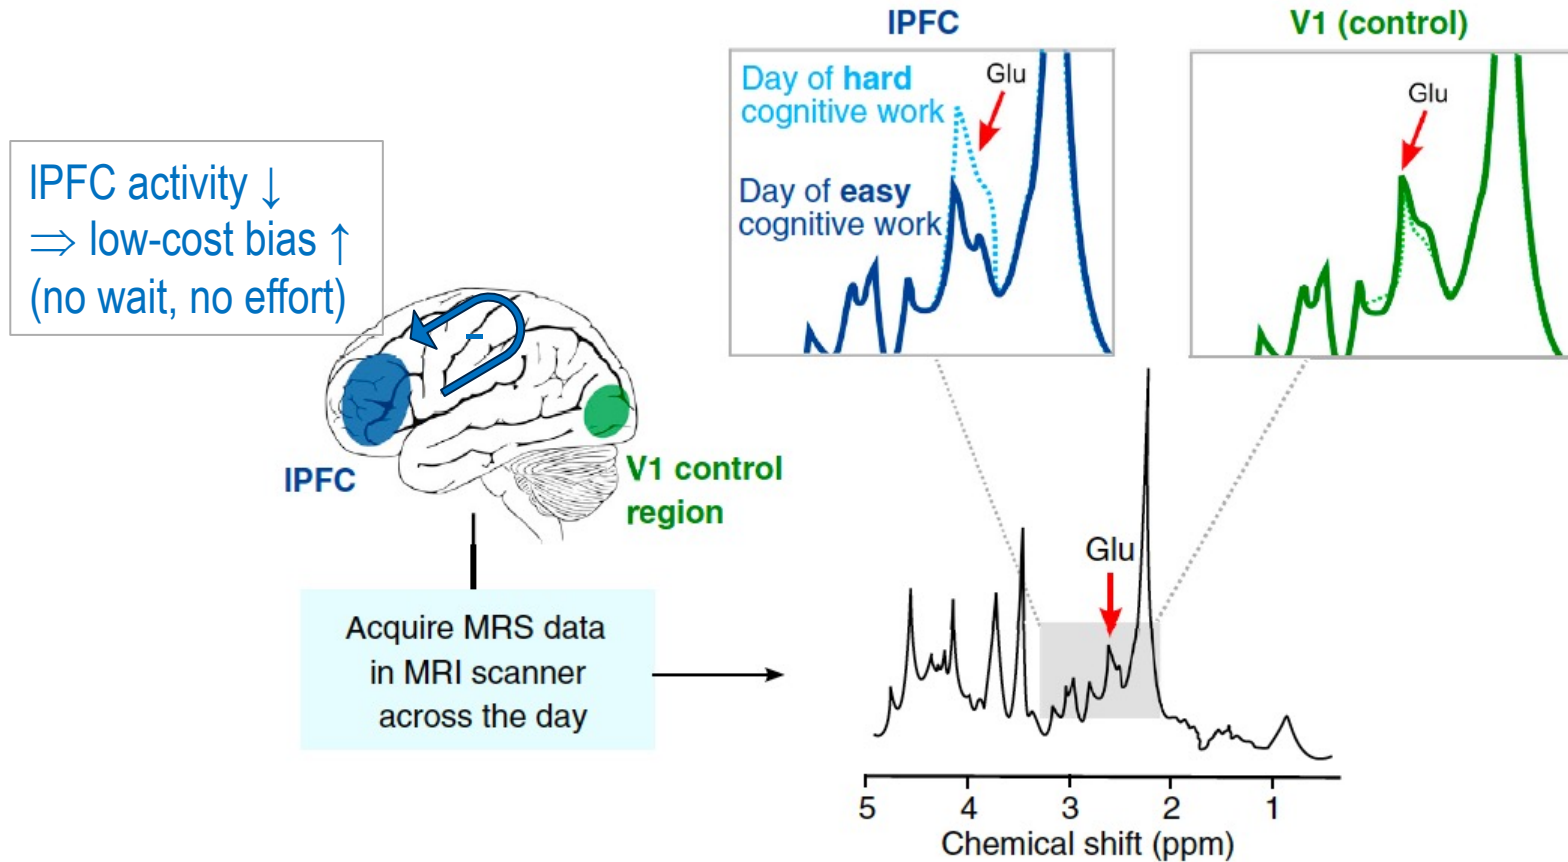 lPFC
V1 (control)
Day of hard
cognitive work
Glu
Day of easy
cognitive work
Glu
lPFC activity ↓
⇒ low-cost bias ↑
(no wait, no effort)
-
lPFC
V1 control
region
Acquire MRS data
in MRI scanner
across the day
Glu
5 4 3 2 1
Chemical shift (ppm)